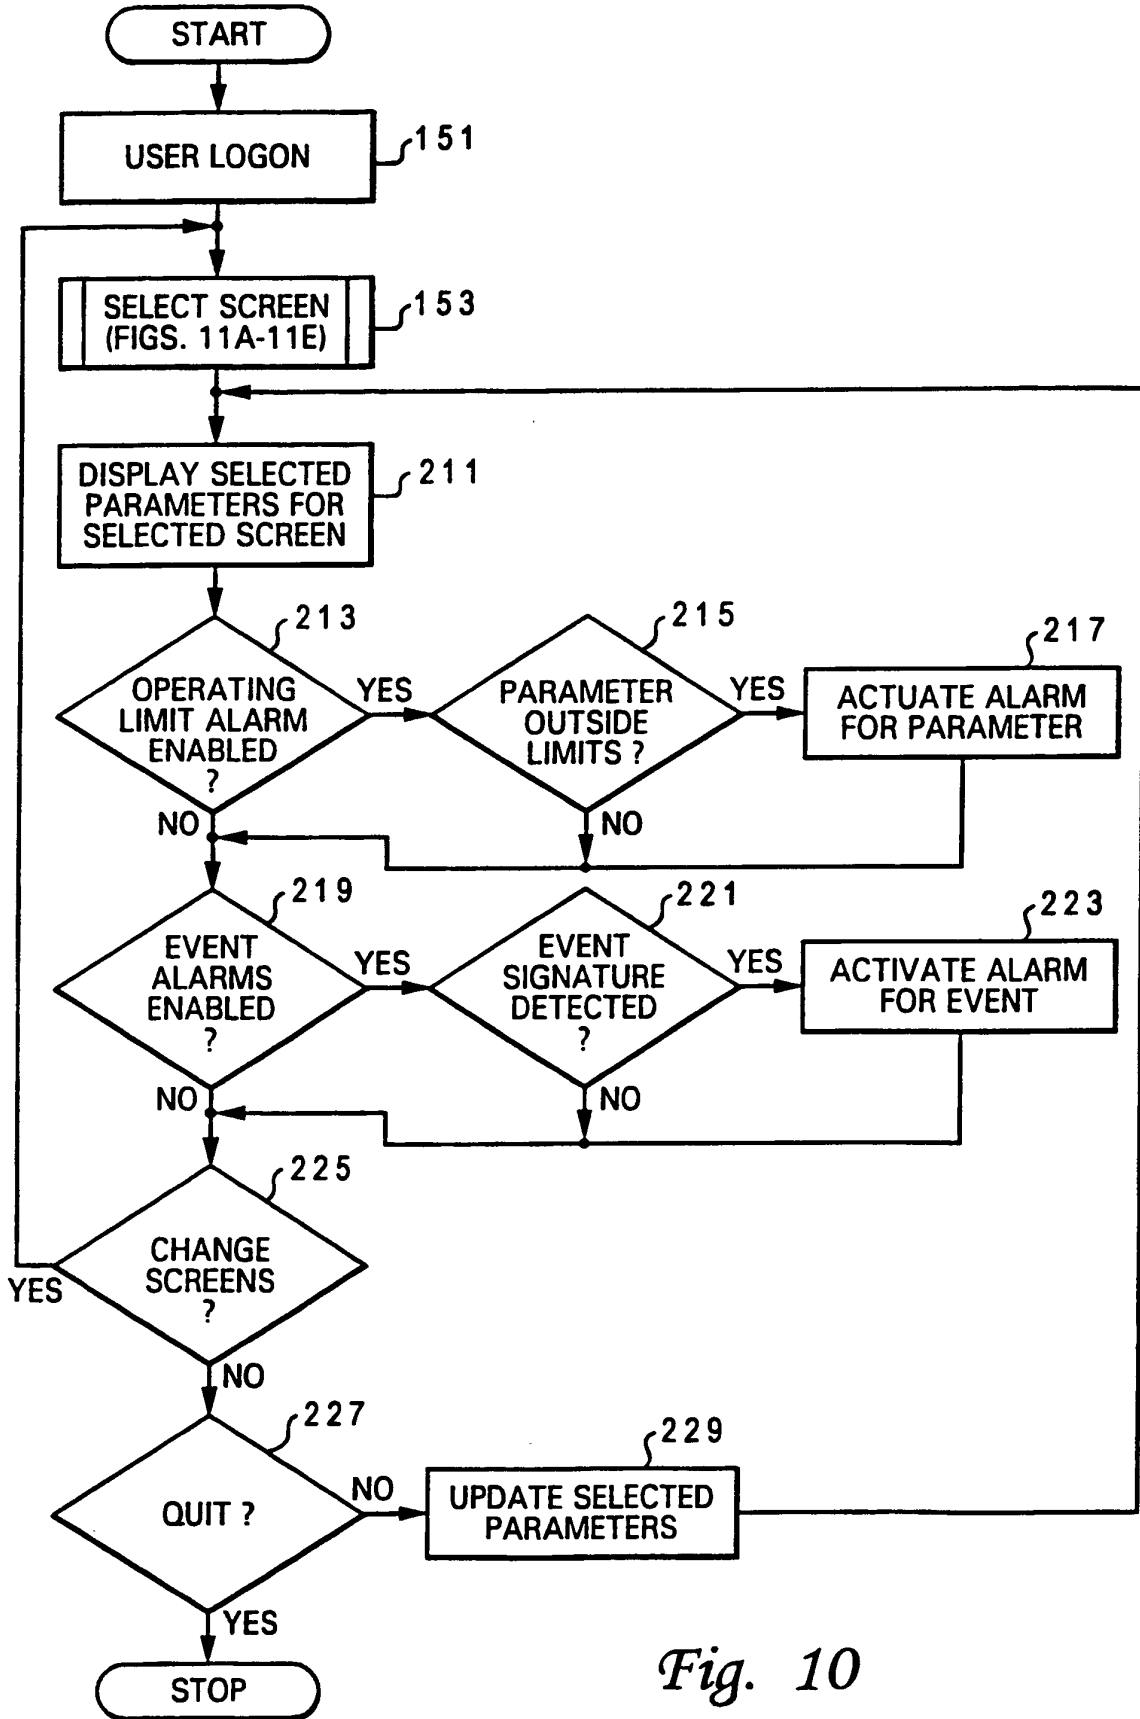 START
USER LOGON
151
SELECT SCREEN
(FIGS. 11A-11E)
153
DISPLAY SELECTED
PARAMETERS FOR
SELECTED SCREEN
211
213
OPERATING
LIMIT ALARM
ENABLED
?
YES
NO
215
PARAMETER
OUTSIDE
LIMITS ?
YES
NO
217
ACTUATE ALARM
FOR PARAMETER
219
EVENT
ALARMS
ENABLED
?
YES
NO
221
EVENT
SIGNATURE
DETECTED
?
YES
NO
223
ACTIVATE ALARM
FOR EVENT
225
CHANGE
SCREENS
?
YES
NO
227
QUIT ?
NO
YES
229
UPDATE SELECTED
PARAMETERS
STOP
Fig. 10